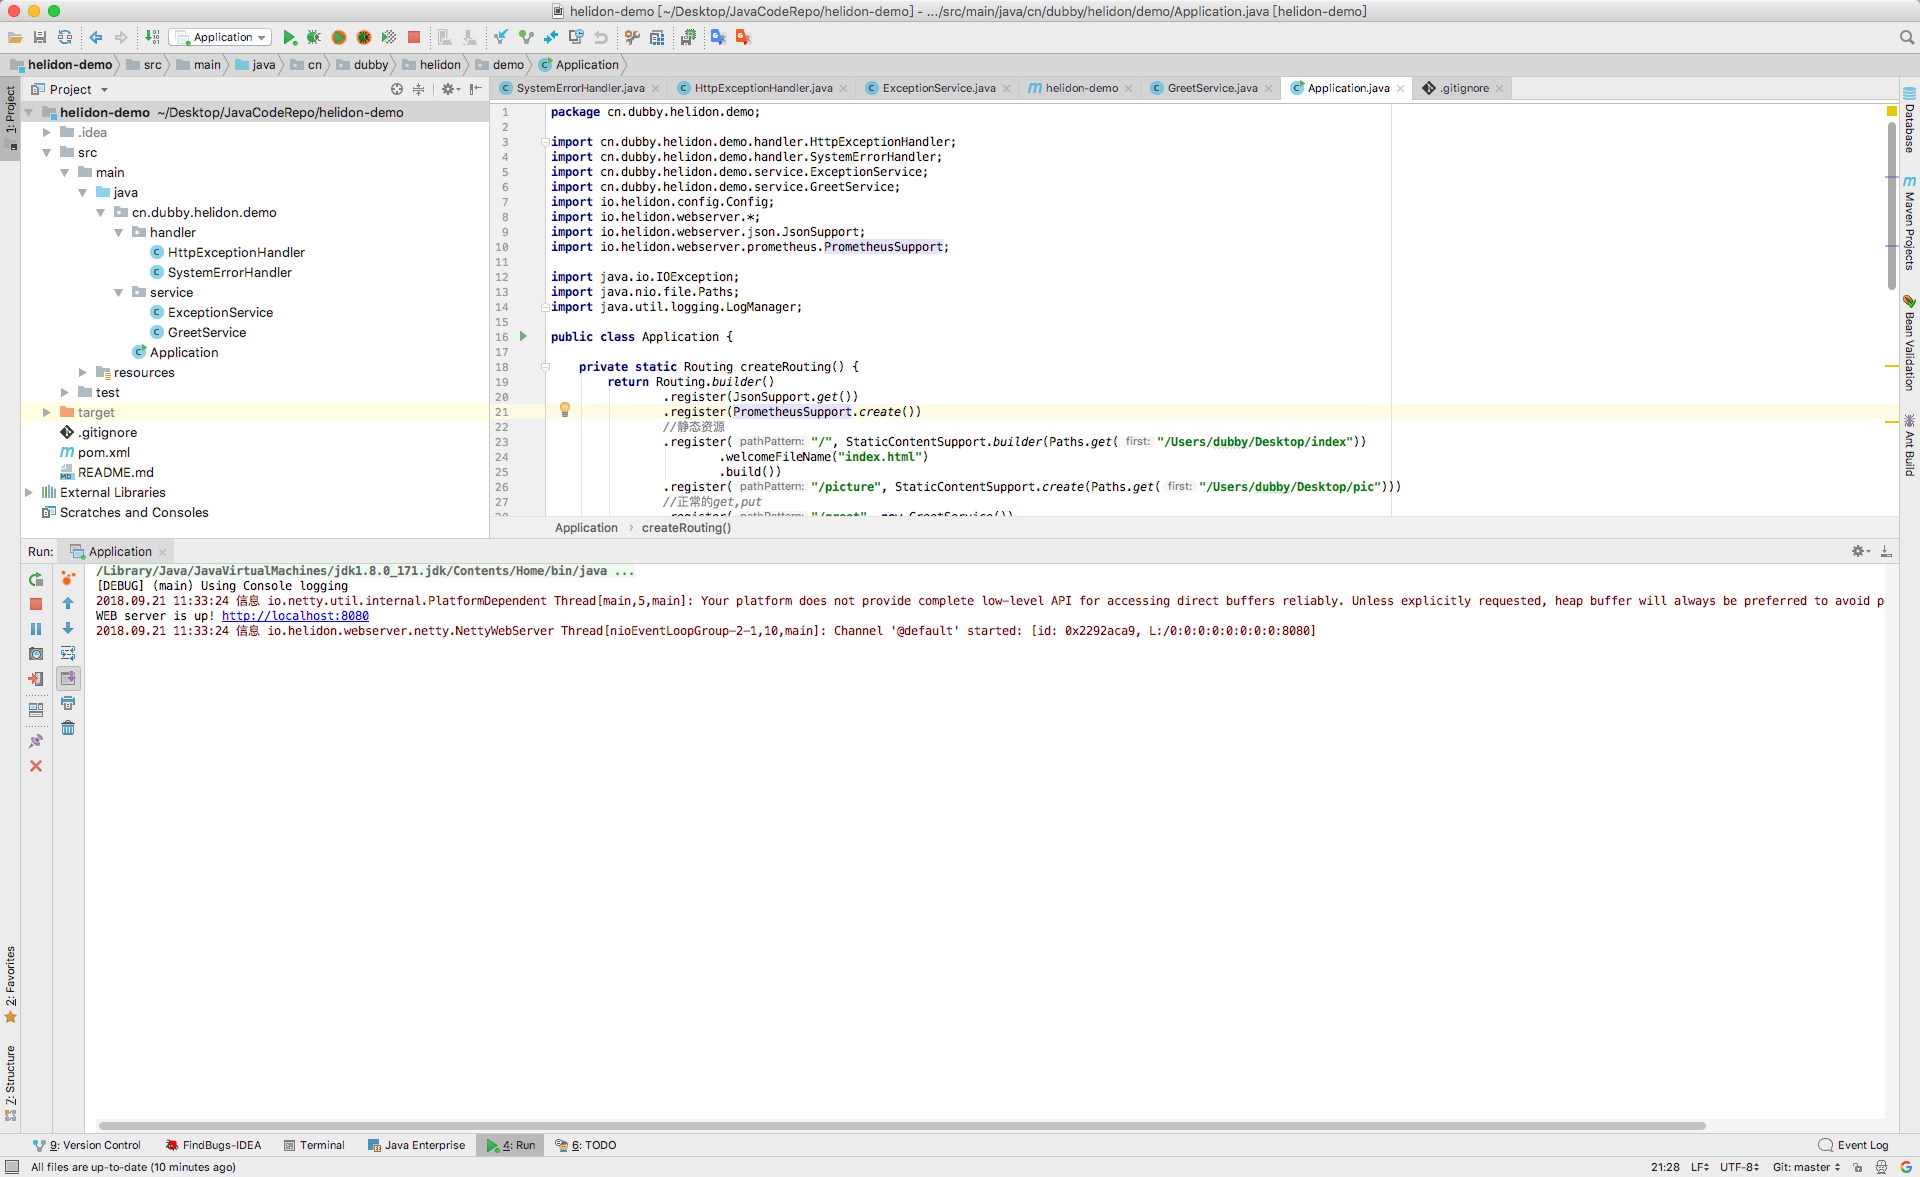 helidon-demo [~/Desktop/JavaCodeRepo/helidon-demo] - .../src/main/java/cn/dubby/helidon/demo/Application.java [helidon-demo]
Application
helidon-demo src main java cn dubby helidon demo Application
1: Project
Project
helidon-demo ~/Desktop/JavaCodeRepo/helidon-demo
.idea
src
main
java
cn.dubby.helidon.demo
handler
HttpExceptionHandler
SystemErrorHandler
service
ExceptionService
GreetService
Application
resources
test
target
.gitignore
pom.xml
README.md
External Libraries
Scratches and Consoles
SystemErrorHandler.java HttpExceptionHandler.java ExceptionService.java helidon-demo GreetService.java Application.java .gitignore
1 package cn.dubby.helidon.demo;
2
3 import cn.dubby.helidon.demo.handler.HttpExceptionHandler;
4 import cn.dubby.helidon.demo.handler.SystemErrorHandler;
5 import cn.dubby.helidon.demo.service.ExceptionService;
6 import cn.dubby.helidon.demo.service.GreetService;
7 import io.helidon.config.Config;
8 import io.helidon.webserver.*;
9 import io.helidon.webserver.json.JsonSupport;
10 import io.helidon.webserver.prometheus.PrometheusSupport;
11
12 import java.io.IOException;
13 import java.nio.file.Paths;
14 import java.util.logging.LogManager;
15
16 public class Application {
17
18 private static Routing createRouting() {
19 return Routing.builder()
20 .register(JsonSupport.get())
21 .register(PrometheusSupport.create())
22 //静态资源
23 .register( pathPattern: "/", StaticContentSupport.builder(Paths.get( first: "/Users/dubby/Desktop/index"))
24 .welcomeFileName("index.html")
25 .build())
26 .register( pathPattern: "/picture", StaticContentSupport.create(Paths.get( first: "/Users/dubby/Desktop/pic")))
27 //正常的get,put
28 .register( pathPattern: "/greet", new GreetService())
Application › createRouting()
Database
Maven Projects
Bean Validation
Ant Build
Run: Application
/Library/Java/JavaVirtualMachines/jdk1.8.0_171.jdk/Contents/Home/bin/java ...
[DEBUG] (main) Using Console logging
2018.09.21 11:33:24 信息 io.netty.util.internal.PlatformDependent Thread[main,5,main]: Your platform does not provide complete low-level API for accessing direct buffers reliably. Unless explicitly requested, heap buffer will always be preferred to avoid p
WEB server is up! http://localhost:8080
2018.09.21 11:33:24 信息 io.helidon.webserver.netty.NettyWebServer Thread[nioEventLoopGroup-2-1,10,main]: Channel '@default' started: [id: 0x2292aca9, L:/0:0:0:0:0:0:0:0:8080]
2: Favorites
7: Structure
9: Version Control FindBugs-IDEA Terminal Java Enterprise 4: Run 6: TODO Event Log
All files are up-to-date (10 minutes ago) 21:28 LF UTF-8 Git: master